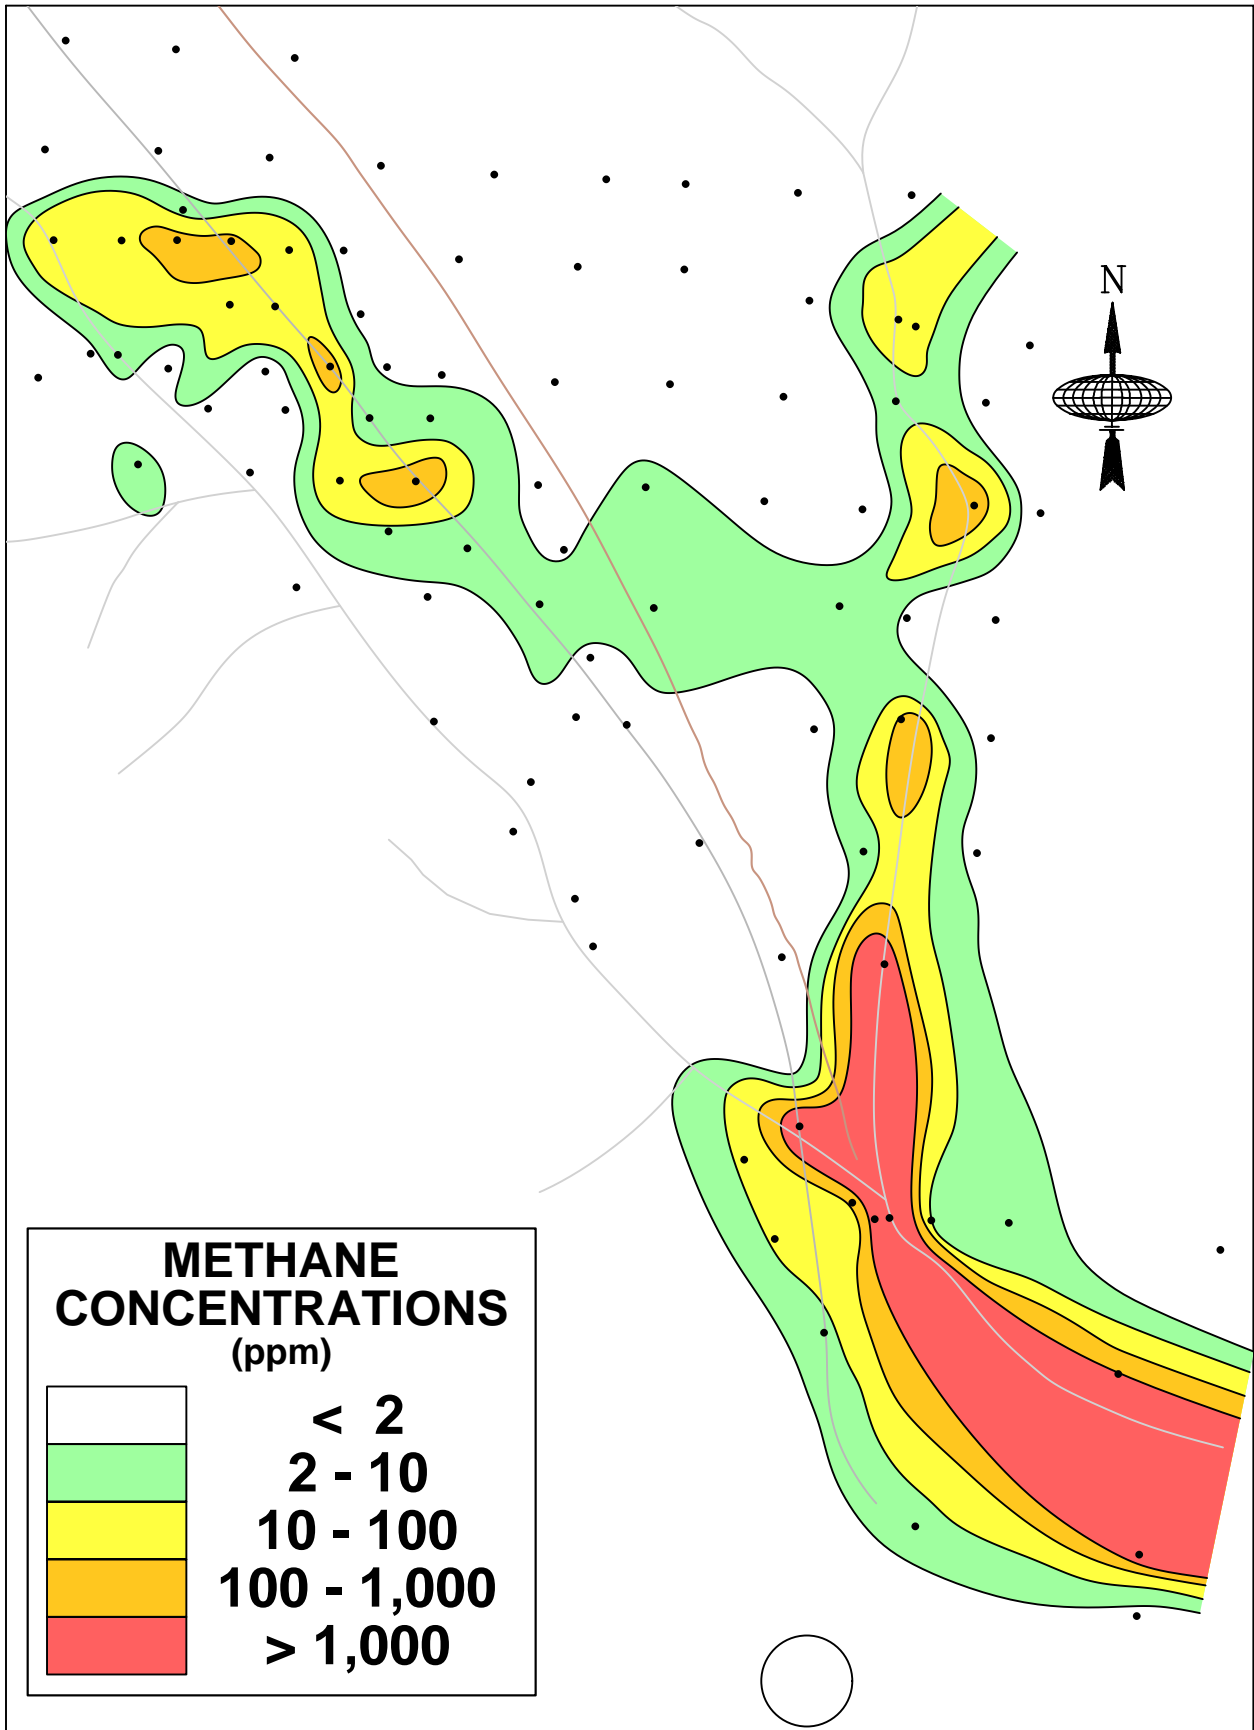 N
METHANE
CONCENTRATIONS
(ppm)
< 2
2 - 10
10 - 100
100 - 1,000
> 1,000